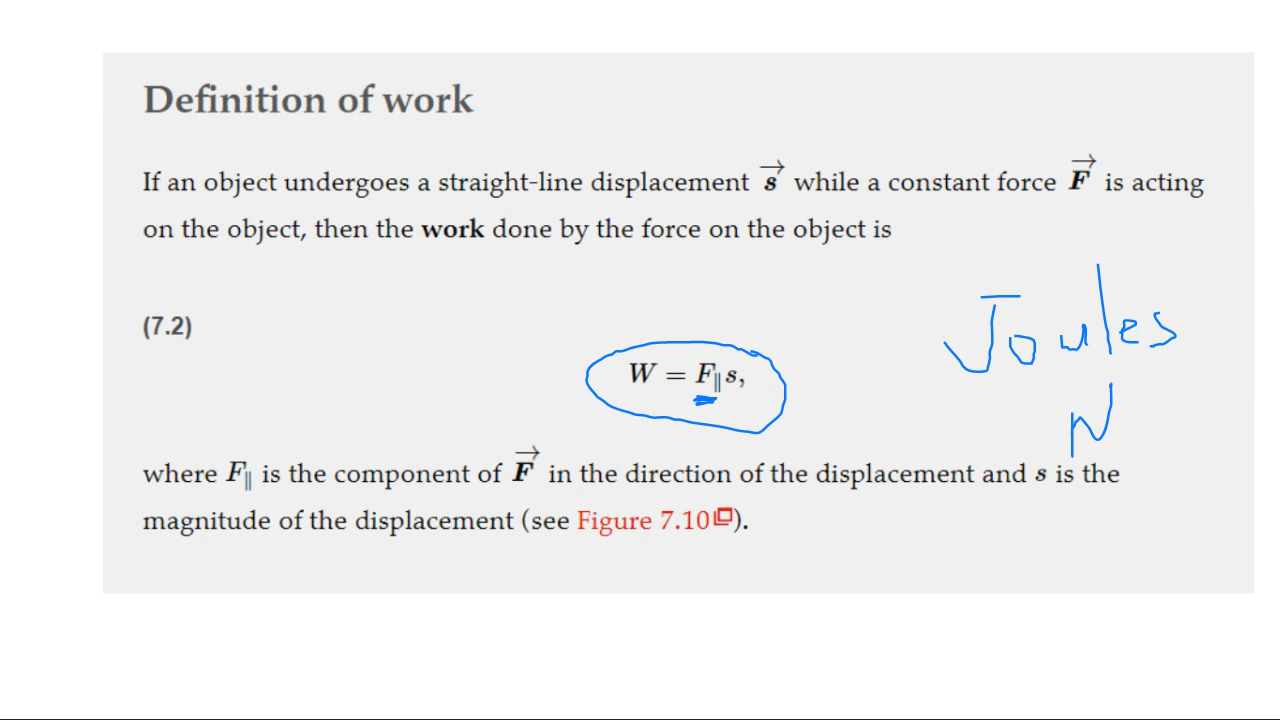 Definition of work
If an object undergoes a straight-line displacement s⃗ while a constant force F⃗ is acting
on the object, then the work done by the force on the object is
(7.2)
Joules
W = F∥ s,
N
where F∥ is the component of F⃗ in the direction of the displacement and s is the
magnitude of the displacement (see Figure 7.10).